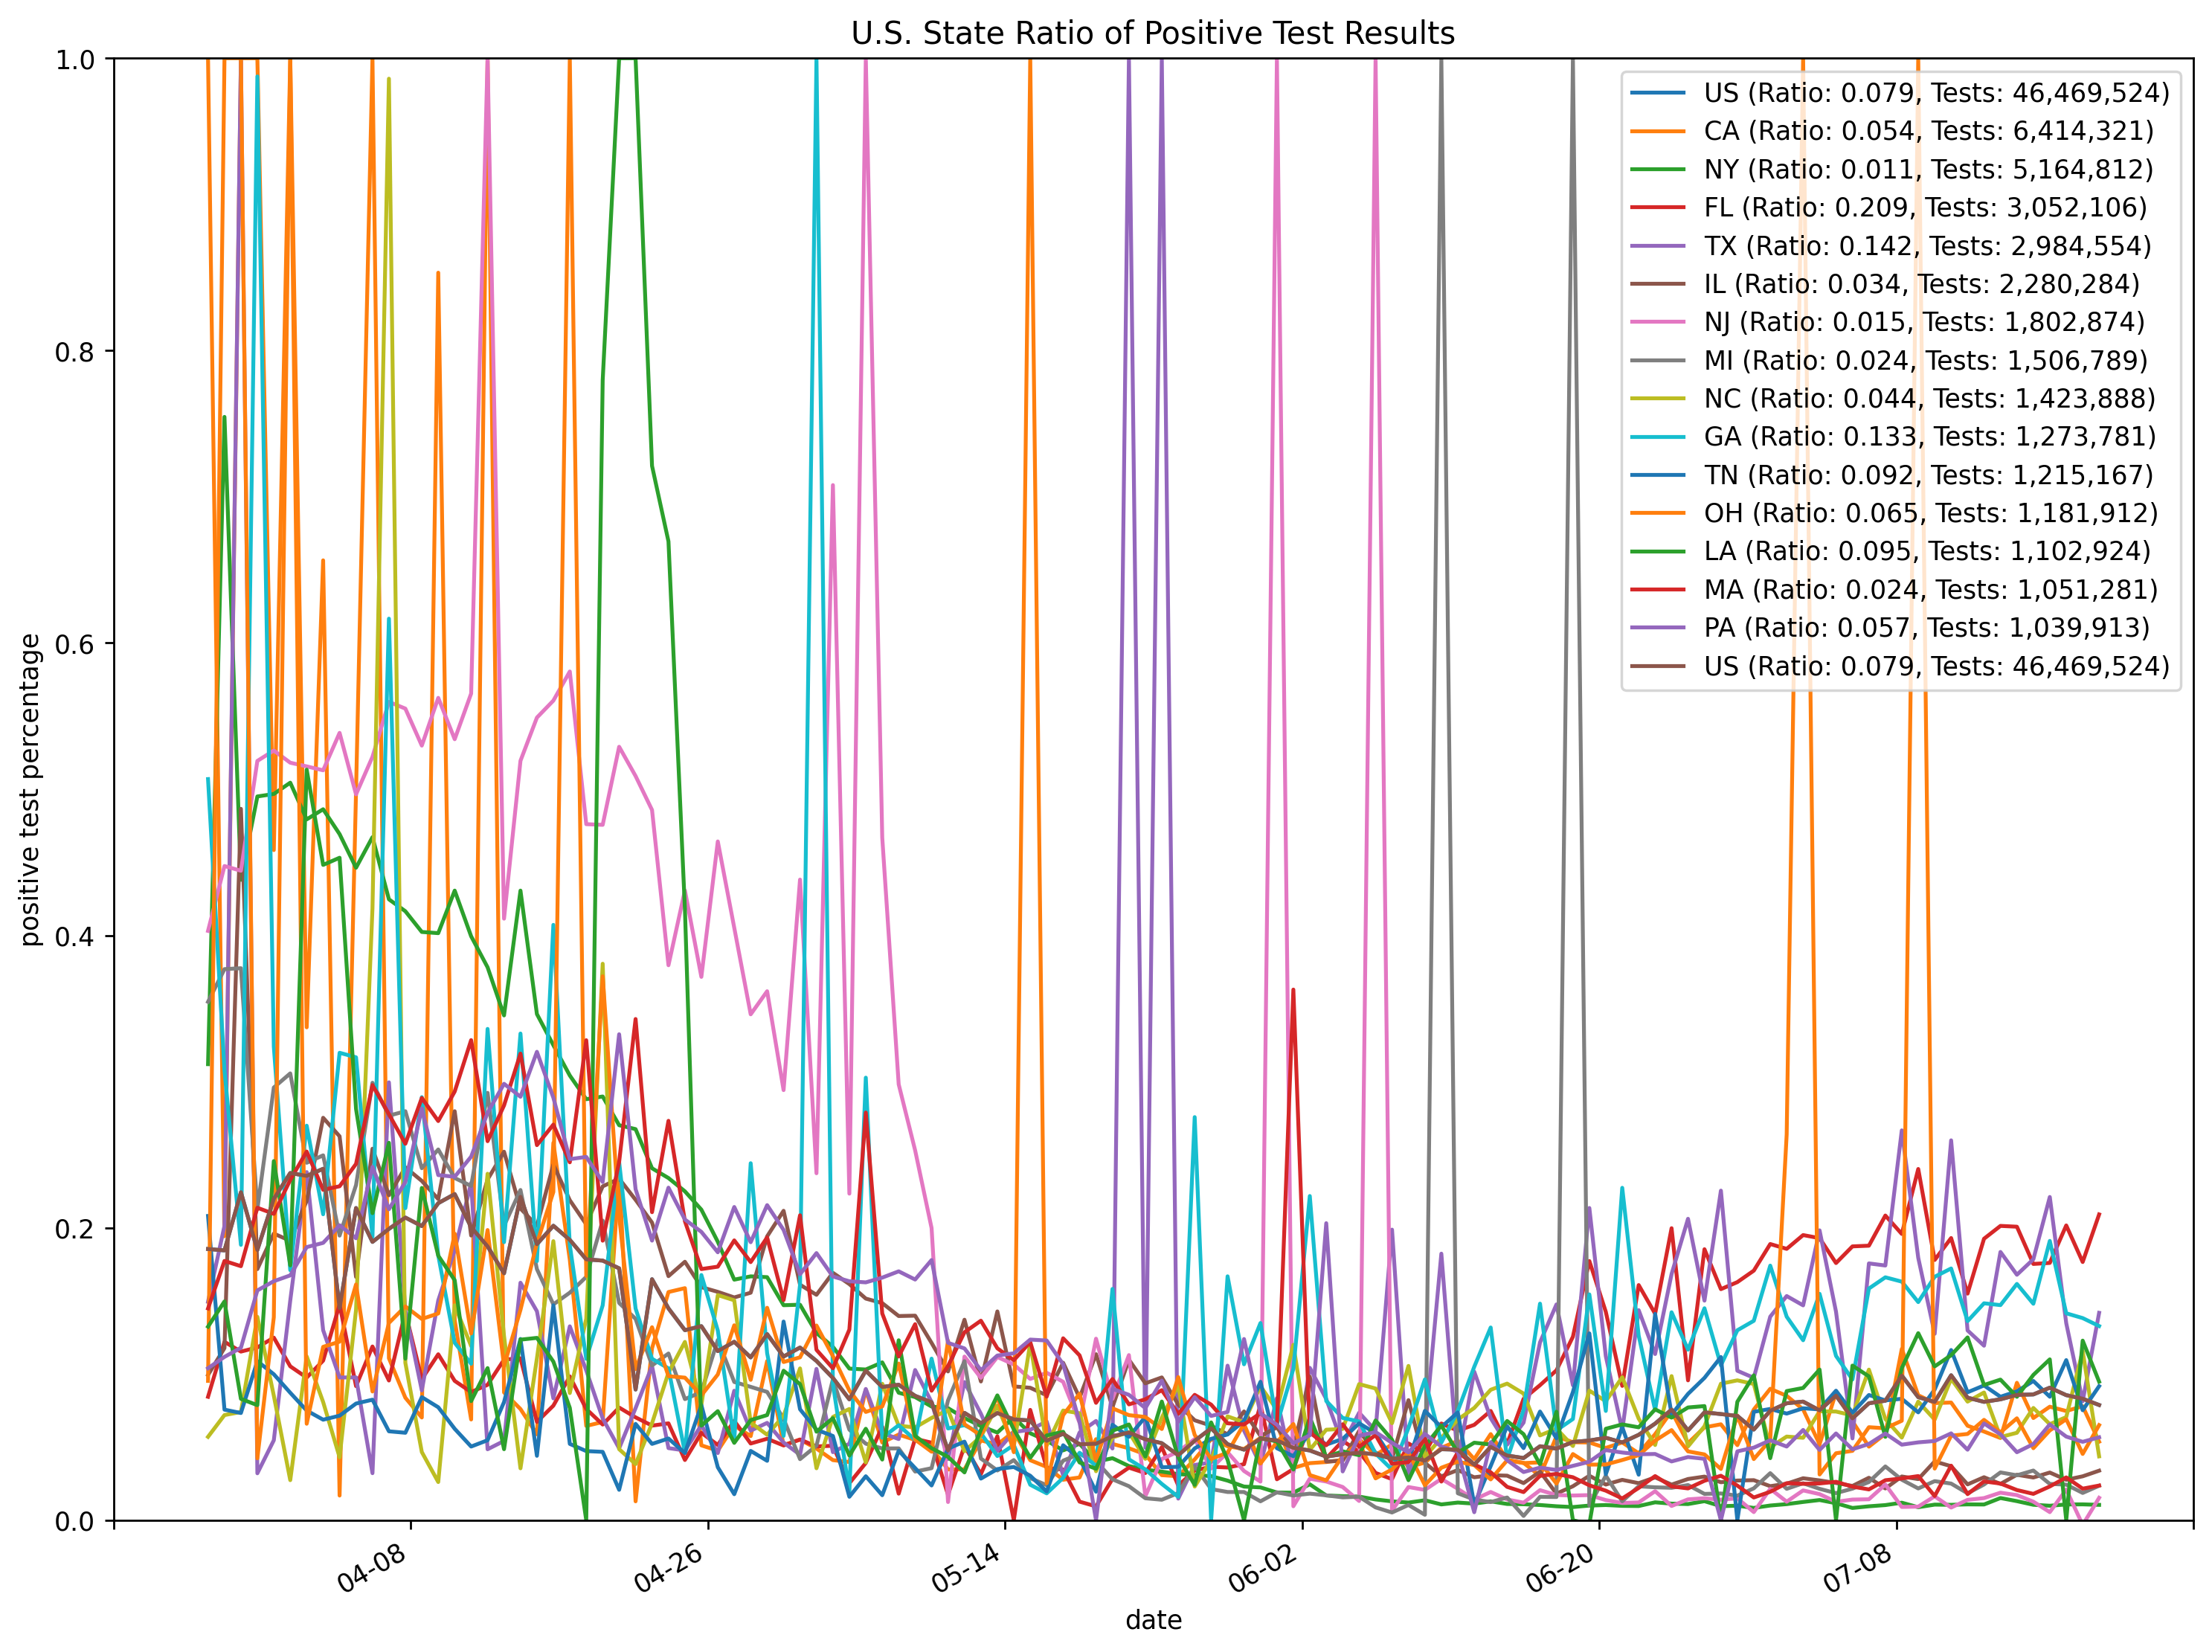 U.S. State Ratio of Positive Test Results
1.0
0.8
0.6
0.4
0.2
0.0
positive test percentage
US (Ratio: 0.079, Tests: 46,469,524)
CA (Ratio: 0.054, Tests: 6,414,321)
NY (Ratio: 0.011, Tests: 5,164,812)
FL (Ratio: 0.209, Tests: 3,052,106)
TX (Ratio: 0.142, Tests: 2,984,554)
IL (Ratio: 0.034, Tests: 2,280,284)
NJ (Ratio: 0.015, Tests: 1,802,874)
MI (Ratio: 0.024, Tests: 1,506,789)
NC (Ratio: 0.044, Tests: 1,423,888)
GA (Ratio: 0.133, Tests: 1,273,781)
TN (Ratio: 0.092, Tests: 1,215,167)
OH (Ratio: 0.065, Tests: 1,181,912)
LA (Ratio: 0.095, Tests: 1,102,924)
MA (Ratio: 0.024, Tests: 1,051,281)
PA (Ratio: 0.057, Tests: 1,039,913)
US (Ratio: 0.079, Tests: 46,469,524)
04-08
04-26
05-14
06-02
06-20
07-08
date